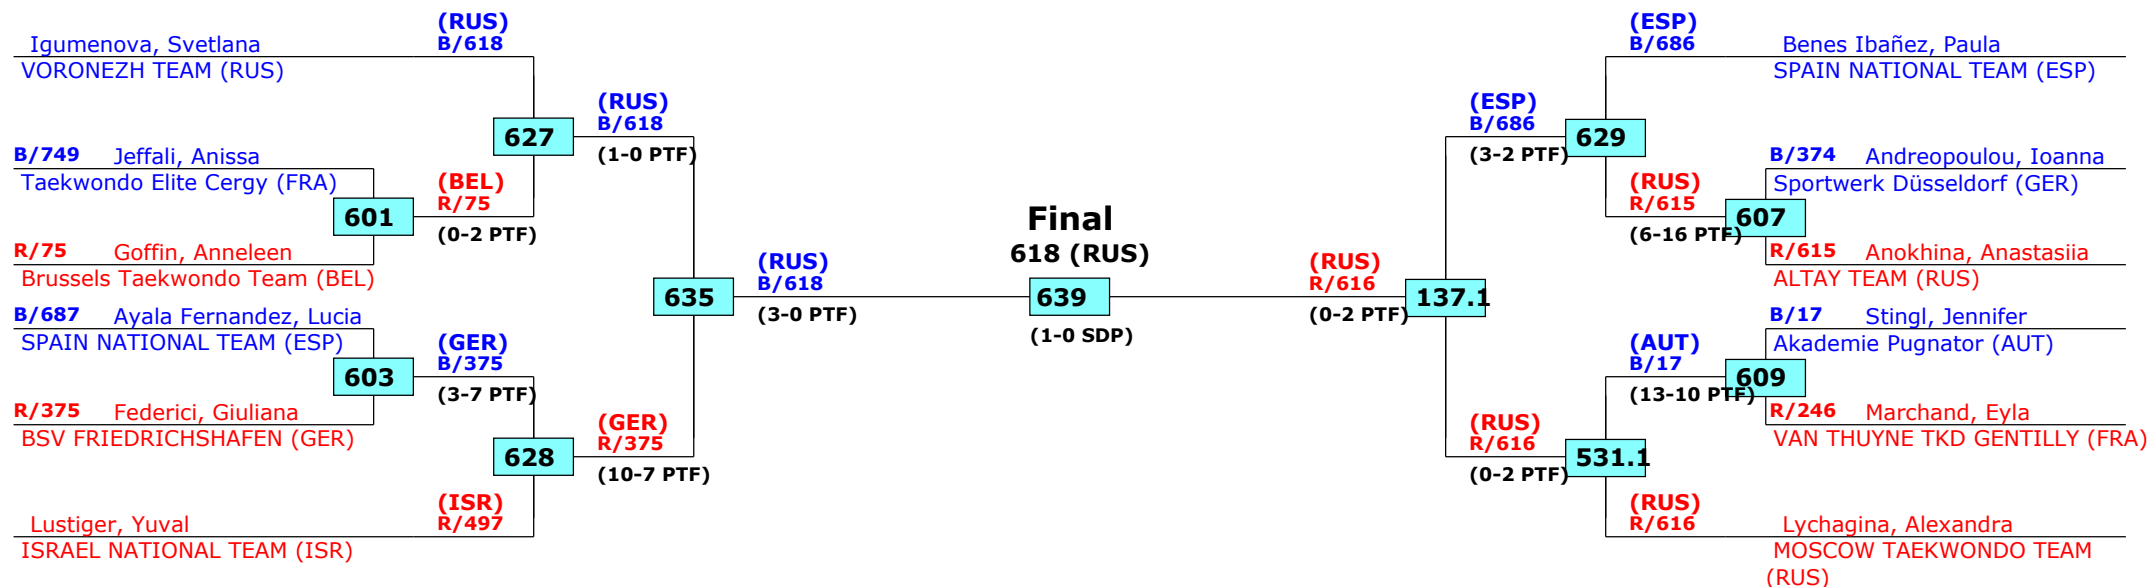 (RUS)
B/618
Igumenova, Svetlana
VORONEZH TEAM (RUS)
627
(RUS)
B/618
(1-0 PTF)
B/749 Jeffali, Anissa
Taekwondo Elite Cergy (FRA)
601
(BEL)
R/75
(0-2 PTF)
R/75 Goffin, Anneleen
Brussels Taekwondo Team (BEL)
635
(RUS)
B/618
(3-0 PTF)
B/687 Ayala Fernandez, Lucia
SPAIN NATIONAL TEAM (ESP)
603
(GER)
B/375
(3-7 PTF)
R/375 Federici, Giuliana
BSV FRIEDRICHSHAFEN (GER)
628
(GER)
R/375
(10-7 PTF)
(ISR)
R/497
Lustiger, Yuval
ISRAEL NATIONAL TEAM (ISR)
Final
618 (RUS)
639
(1-0 SDP)
(ESP)
B/686
Benes Ibañez, Paula
SPAIN NATIONAL TEAM (ESP)
(ESP)
B/686
(3-2 PTF)
629
B/374 Andreopoulou, Ioanna
Sportwerk Düsseldorf (GER)
(RUS)
R/615
(6-16 PTF)
607
R/615 Anokhina, Anastasiia
ALTAY TEAM (RUS)
(RUS)
R/616
(0-2 PTF)
137.1
B/17 Stingl, Jennifer
Akademie Pugnator (AUT)
(AUT)
B/17
(13-10 PTF)
609
R/246 Marchand, Eyla
VAN THUYNE TKD GENTILLY (FRA)
(RUS)
R/616
(0-2 PTF)
531.1
(RUS)
R/616
Lychagina, Alexandra
MOSCOW TAEKWONDO TEAM
(RUS)